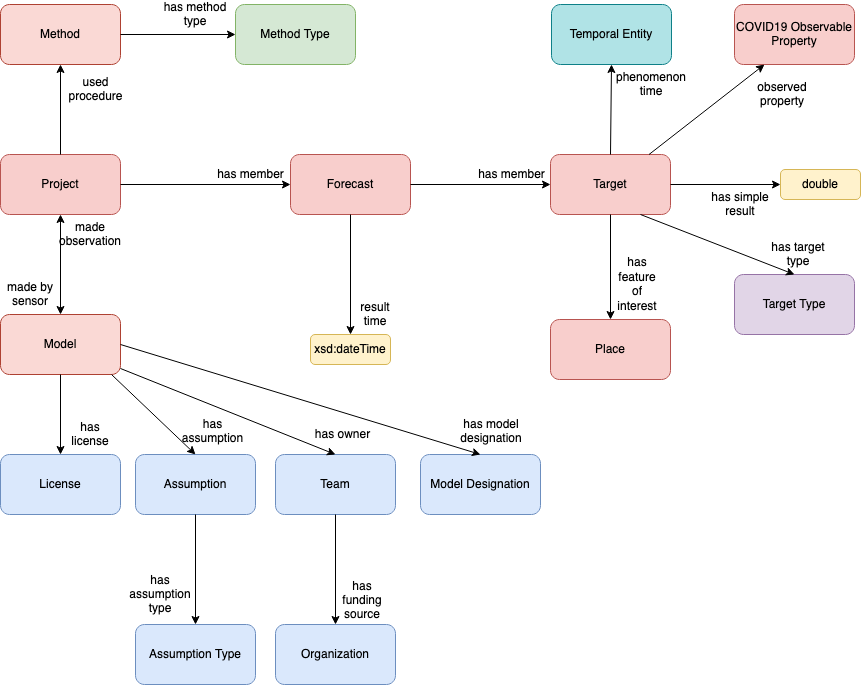 has method
type
Method
Method Type
Temporal Entity
COVID19 Observable
Property
used
procedure
phenomenon
time
observed
property
Project
has member
Forecast
has member
Target
has simple
result
double
made
observation
made by
sensor
has
feature
of
interest
has target
type
Target Type
result
time
xsd:dateTime
Model
Place
has
license
has
assumption
has owner
has model
designation
License
Assumption
Team
Model Designation
has
assumption
type
has
funding
source
Assumption Type
Organization